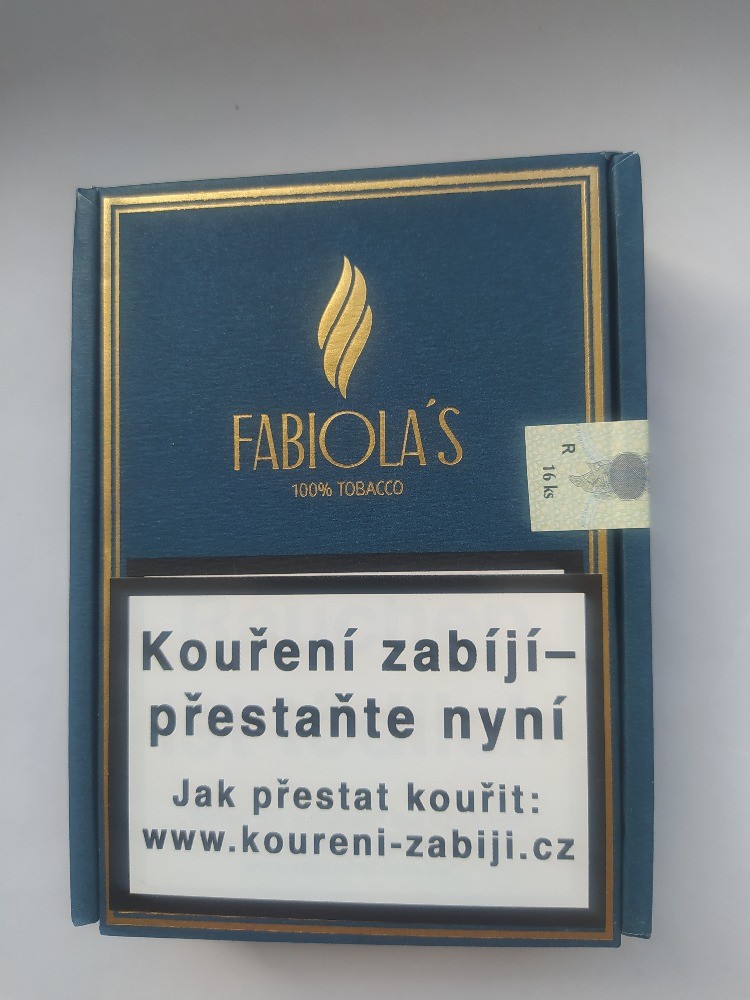 FABIOLA´S
100% TOBACCO
R
16 ks
Kouření zabíjí–
přestaňte nyní
Jak přestat kouřit:
www.koureni-zabiji.cz